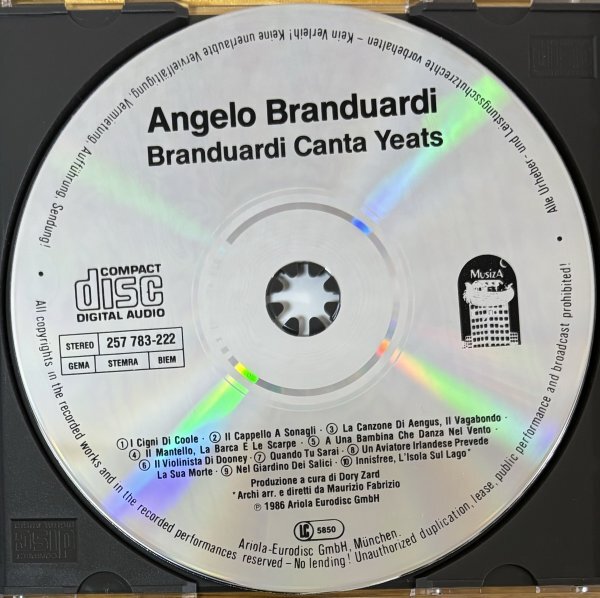 Alle Urheber- und Leistungsschutzrechte vorbehalten – Kein Verleih! Keine unerlaubte Vervielfältigung, Vermietung, Aufführung, Sendung!
Angelo Branduardi
Branduardi Canta Yeats
COMPACT
disc
DIGITAL AUDIO
MusizA
STEREO 257 783-222
GEMA STEMRA BIEM
① I Cigni Di Coole · ② Il Cappello A Sonagli · ③ La Canzone Di Aengus, Il Vagabondo ·
④ Il Mantello, La Barca E Le Scarpe · ⑤ A Una Bambina Che Danza Nel Vento ·
⑥ Il Violinista Di Dooney · ⑦ Quando Tu Sarai · ⑧ Un Aviatore Irlandese Prevede
La Sua Morte · ⑨ Nel Giardino Dei Salici · ⑩ Innisfree, L'Isola Sul Lago*
Produzione a cura di Dory Zard
*Archi arr. e diretti da Maurizio Fabrizio
℗ 1986 Ariola Eurodisc GmbH
LC 5850
Ariola-Eurodisc GmbH, München.
All copyrights in the recorded works and in the recorded performances reserved – No lending! Unauthorized duplication, lease, public performance and broadcast prohibited!